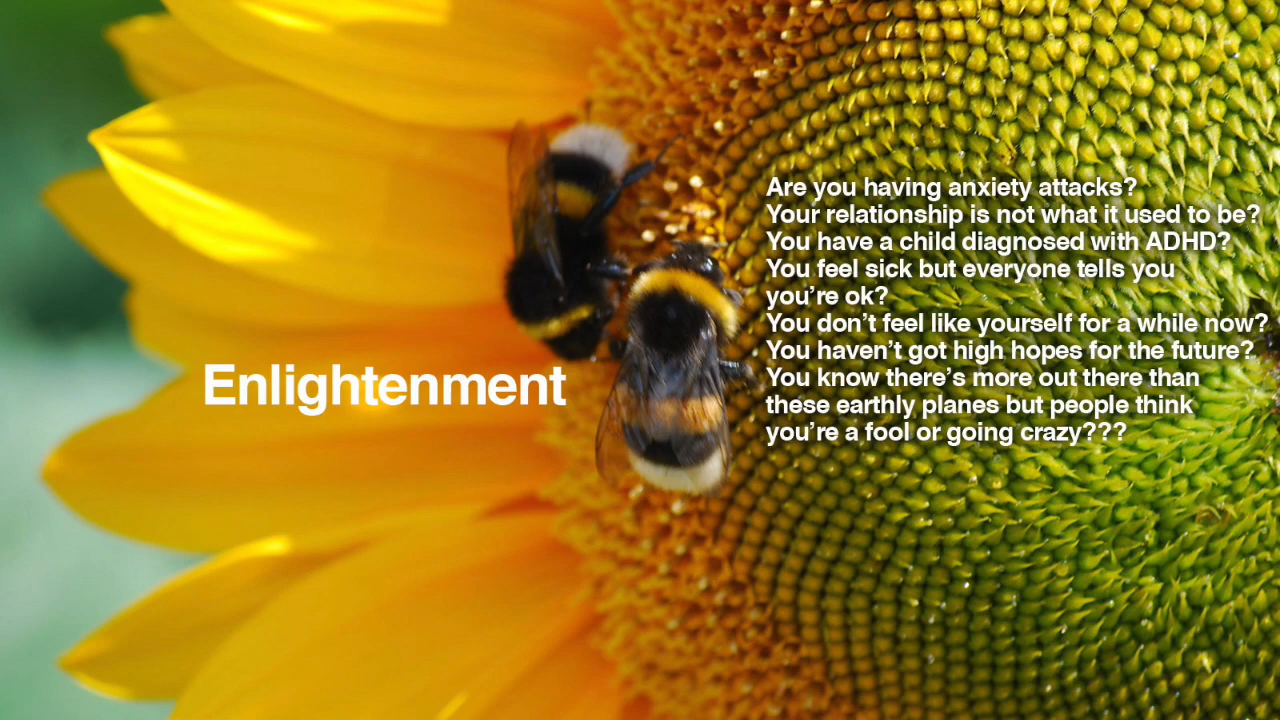 Enlightenment
Are you having anxiety attacks?
Your relationship is not what it used to be?
You have a child diagnosed with ADHD?
You feel sick but everyone tells you
you’re ok?
You don’t feel like yourself for a while now?
You haven’t got high hopes for the future?
You know there’s more out there than
these earthly planes but people think
you’re a fool or going crazy???